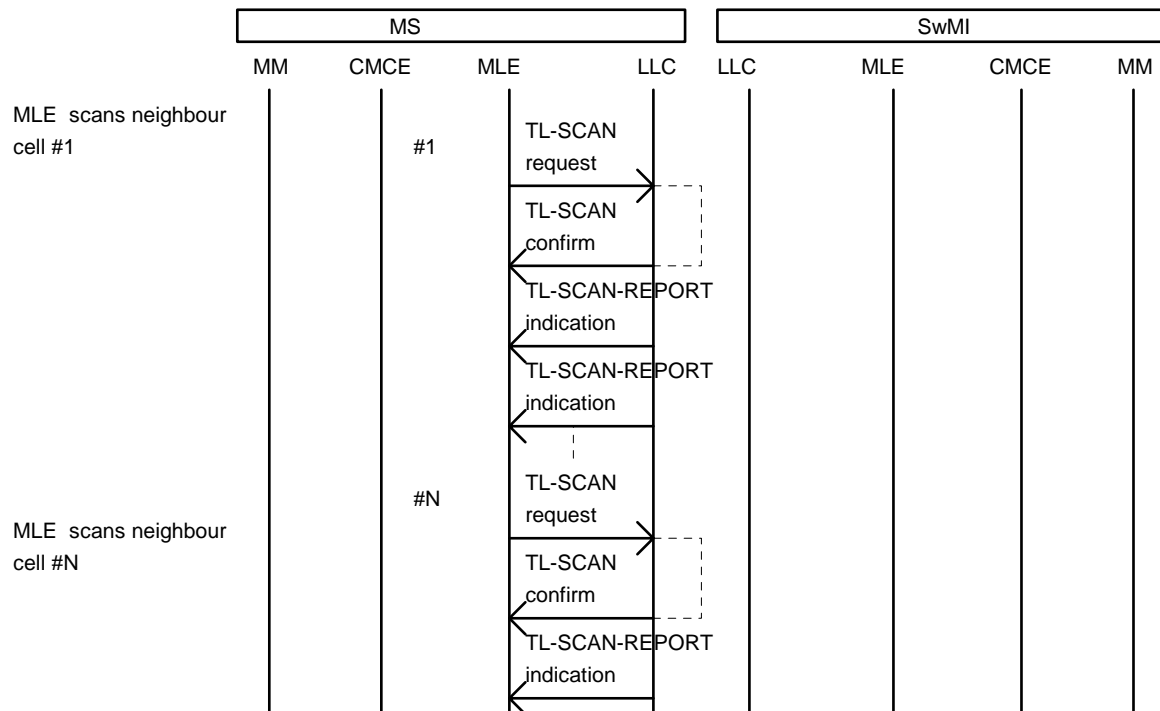 MS SwMI
MM CMCE MLE LLC LLC MLE CMCE MM
MLE scans neighbour
cell #1
#1
TL-SCAN
request
TL-SCAN
confirm
TL-SCAN-REPORT
indication
TL-SCAN-REPORT
indication
#N
TL-SCAN
request
MLE scans neighbour
cell #N
TL-SCAN
confirm
TL-SCAN-REPORT
indication